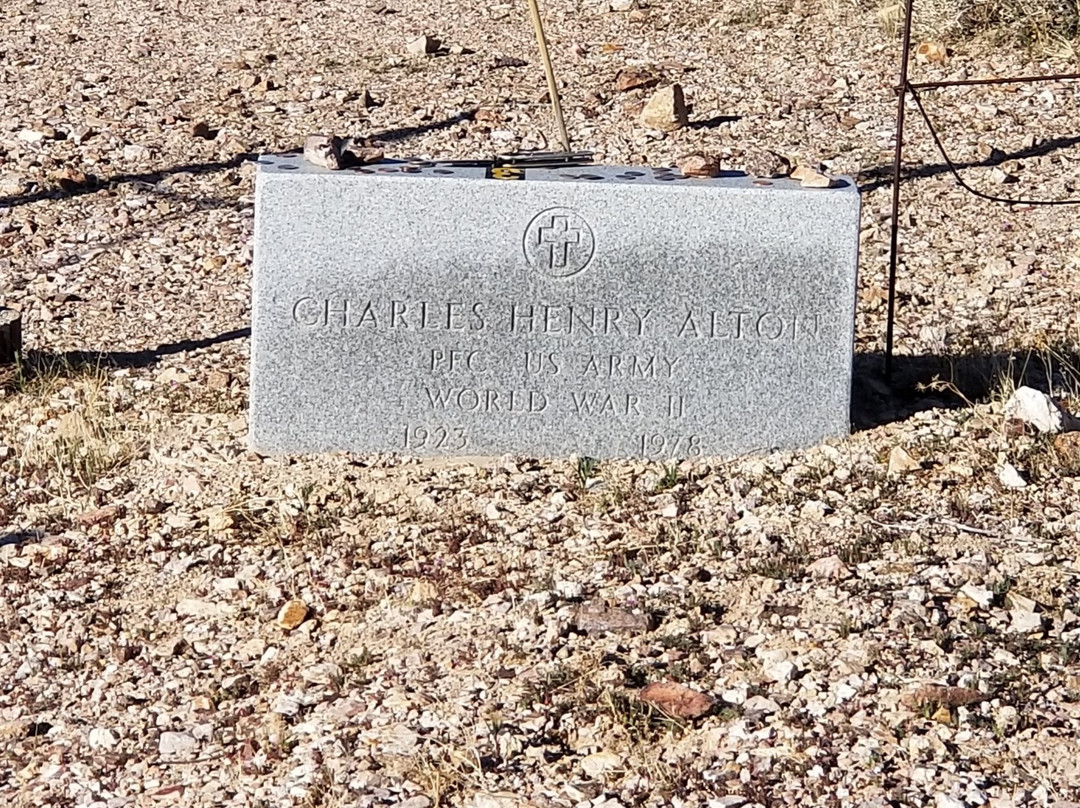 CHARLES HENRY ALTON
PFC US ARMY
WORLD WAR II
1923 1978